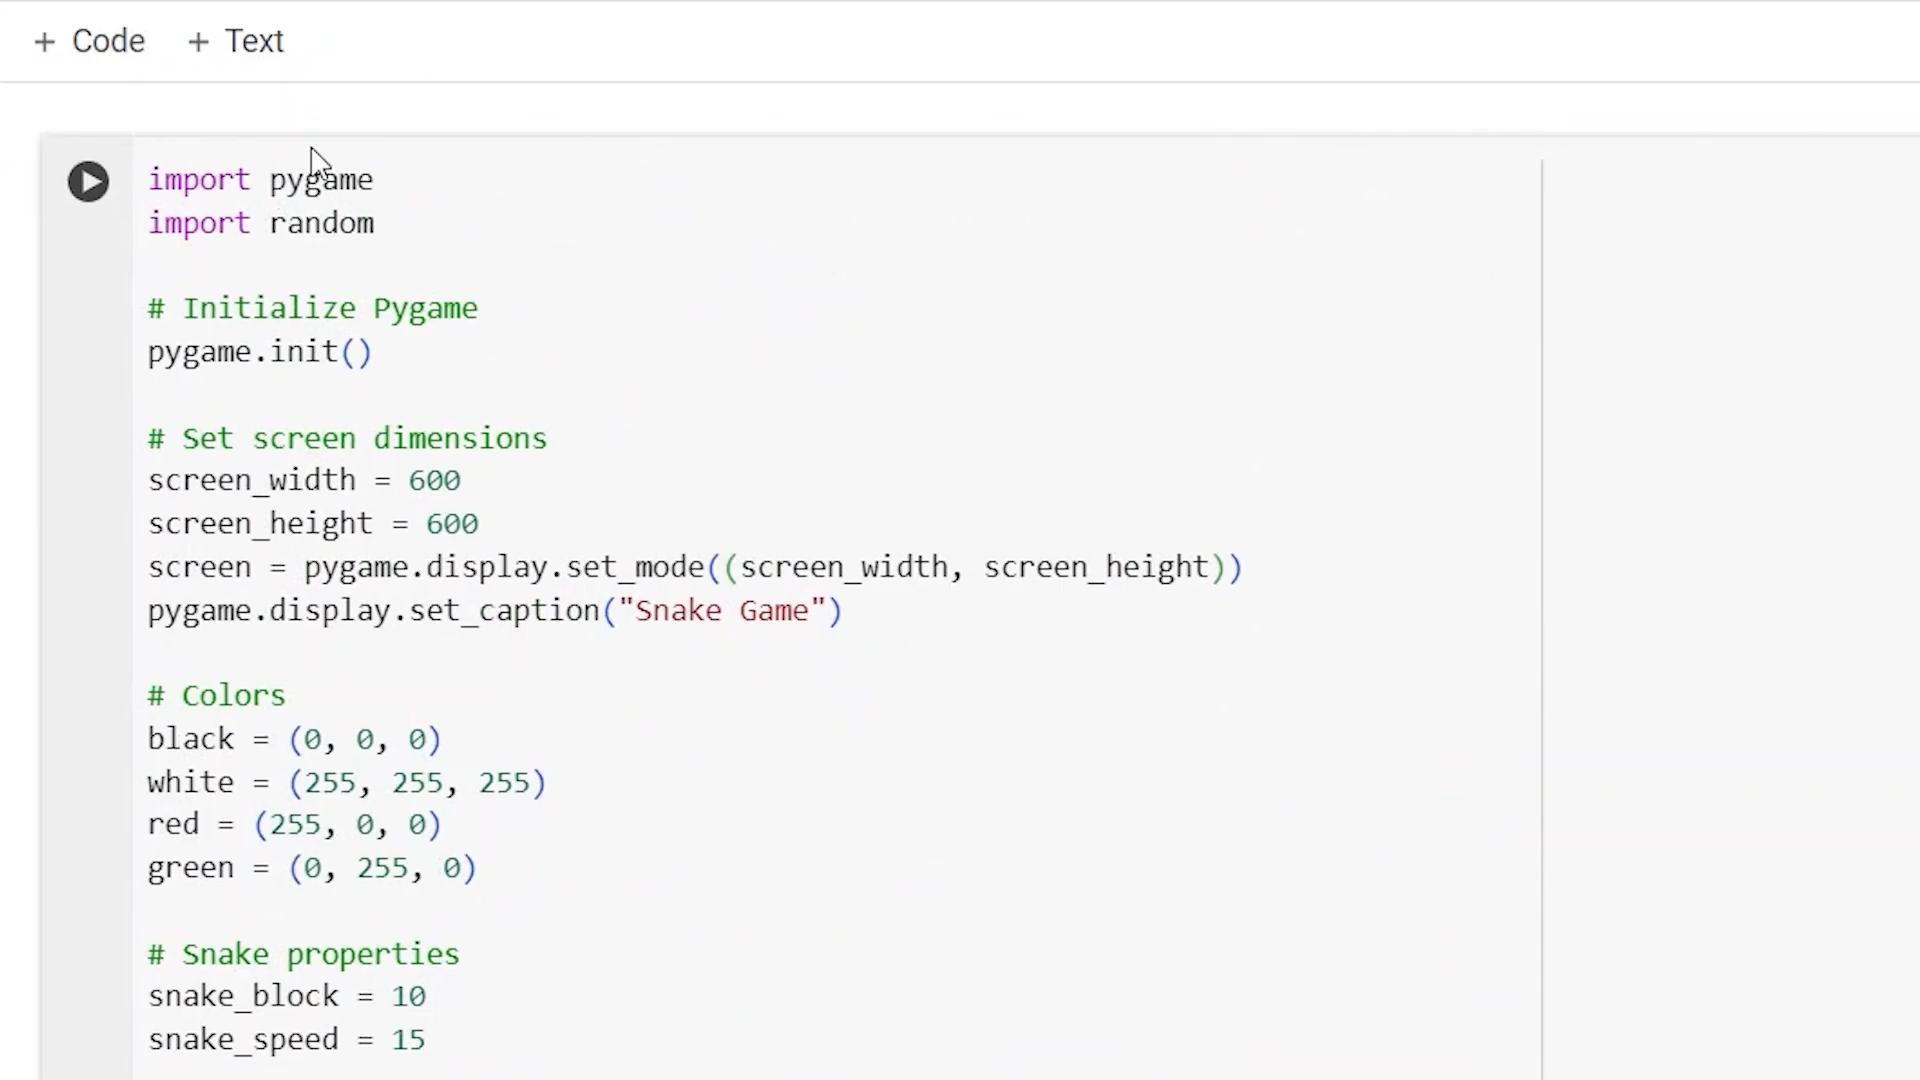 + Code + Text
import pygame
import random
# Initialize Pygame
pygame.init()
# Set screen dimensions
screen_width = 600
screen_height = 600
screen = pygame.display.set_mode((screen_width, screen_height))
pygame.display.set_caption("Snake Game")
# Colors
black = (0, 0, 0)
white = (255, 255, 255)
red = (255, 0, 0)
green = (0, 255, 0)
# Snake properties
snake_block = 10
snake_speed = 15